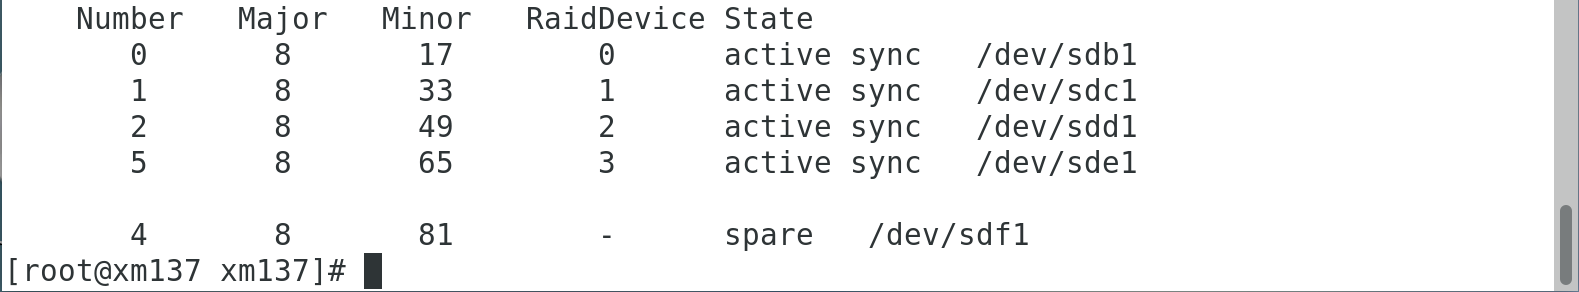 Number Major Minor RaidDevice State
0 8 17 0 active sync /dev/sdb1
1 8 33 1 active sync /dev/sdc1
2 8 49 2 active sync /dev/sdd1
5 8 65 3 active sync /dev/sde1
4 8 81 - spare /dev/sdf1
[root@xm137 xm137]#